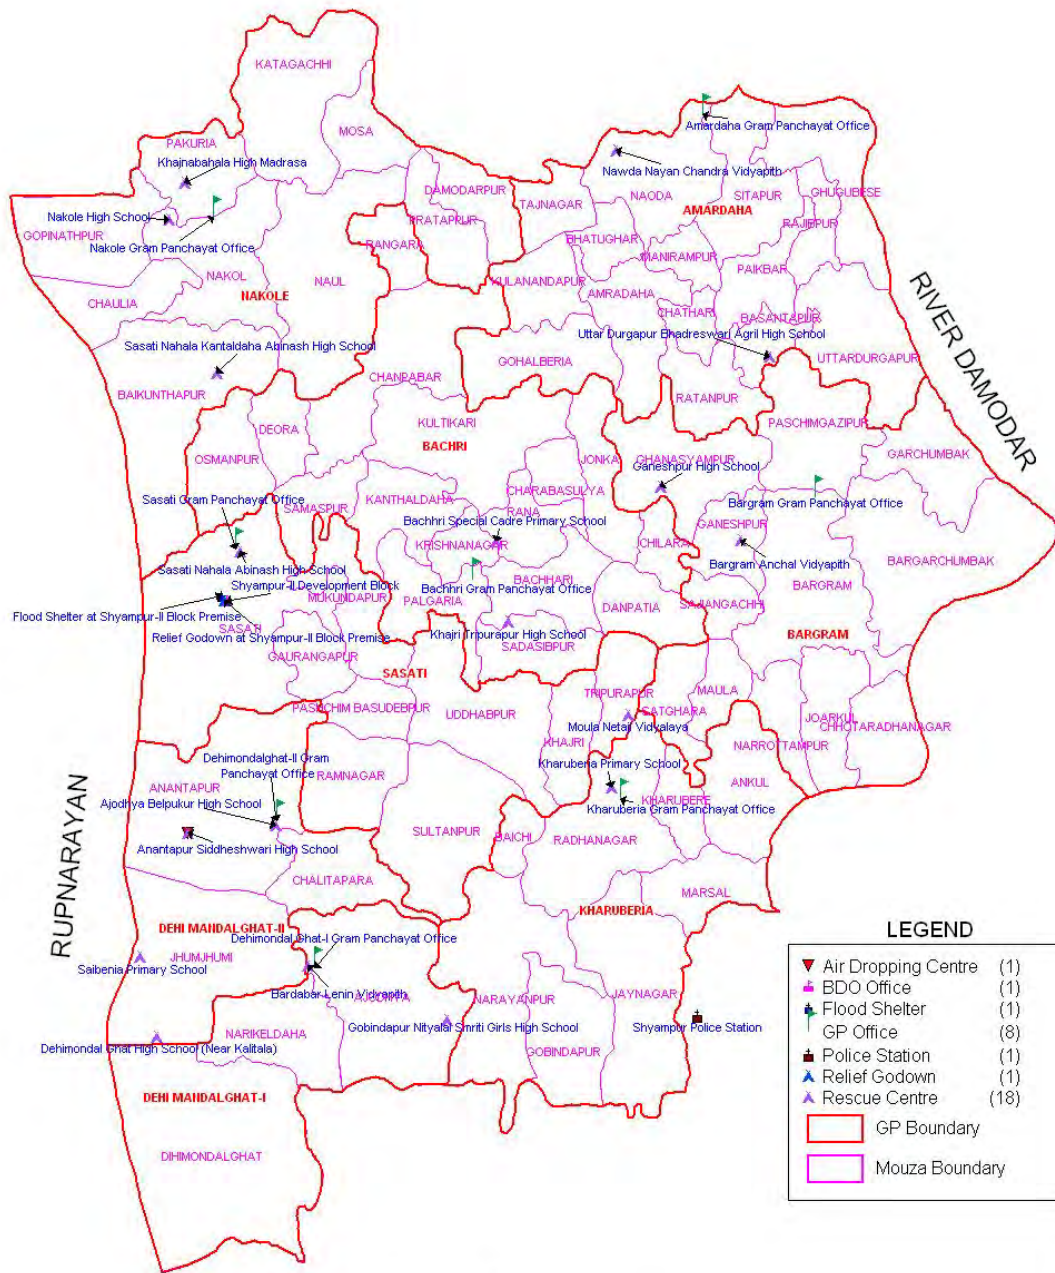 KATAGACHHI
MOSA
Amardaha Gram Panchayat Office
PAKURIA
Khajnabahala High Madrasa
Nawda Nayan Chandra Vidyapith
DAMODARPUR
TAJNAGAR
NAODA
SITAPUR
GHUGUBESE
AMARDAHA
Nakole High School
GOPINATHPUR
Nakole Gram Panchayat Office
PRATAPPUR
RANGARA
RAJIBPUR
BHATUGHAR
MANIRAMPUR
PAIKBAR
NAKOL
NAUL
KULANANDAPUR
AMRADAHA
CHAULIA
NAKOLE
CHATHARI
BASANTAPUR
RIVER DAMODAR
Uttar Durgapur Bhadreswari Agril High School
Sasati Nahala Kantaldaha Abinash High School
GOHALBERIA
UTTARDURGAPUR
CHANPABAR
BAIKUNTHAPUR
RATANPUR
DEORA
KULTIKARI
PASCHIMGAZIPUR
BACHRI
OSMANPUR
JONKA
GHANASYAMPUR
GARCHUMBAK
Ganeshpur High School
Sasati Gram Panchayat Office
KANTHALDAHA
CHARABASULYA
Bargram Gram Panchayat Office
SAMASPUR
RANA
Bachhri Special Cadre Primary School
GANESHPUR
KRISHNANAGAR
CHILARA
Bargram Anchal Vidyapith
BARGARCHUMBAK
Sasati Nahala Abinash High School
Shyampur-II Development Block
BACHHARI
BARGRAM
MUKUNDAPUR
PALGARIA
Bachhri Gram Panchayat Office
SAJIANGACHHI
Flood Shelter at Shyampur-II Block Premise
DANPATIA
SASATI
Relief Godown at Shyampur-II Block Premise
Khajri Tripurapur High School
BARGRAM
SADASIBPUR
GAURANGAPUR
SASATI
TRIPURAPUR
MAULA
PASHCHIM BASUDEBPUR
UDDHABPUR
SATGHARA
JOARKUL
CHHOTARADHANAGAR
Moula Netaji Vidyalaya
KHAJRI
NARROTTAMPUR
Dehimondalghat-II Gram
Panchayat Office
Kharuberia Primary School
RAMNAGAR
ANKUL
ANANTAPUR
Ajodhya Belpukur High School
KHARUBERE
Kharuberia Gram Panchayat Office
RUPNARAYAN
SULTANPUR
BAICHI
RADHANAGAR
Anantapur Siddheshwari High School
CHALITAPARA
MARSAL
KHARUBERIA
DEHI MANDALGHAT-II
Dehimondal Ghat-I Gram Panchayat Office
JHUMJHUMI
Saibenia Primary School
Bardabar Lenin Vidyapith
NARAYANPUR
JAYNAGAR
NARIKELDAHA
Gobindapur Nityalal Smriti Girls High School
Shyampur Police Station
Dehimondal Ghat High School (Near Kalitala)
GOBINDAPUR
DEHI MANDALGHAT-I
DIHIMONDALGHAT
LEGEND
Air Dropping Centre (1)
BDO Office (1)
Flood Shelter (1)
GP Office (8)
Police Station (1)
Relief Godown (1)
Rescue Centre (18)
GP Boundary
Mouza Boundary